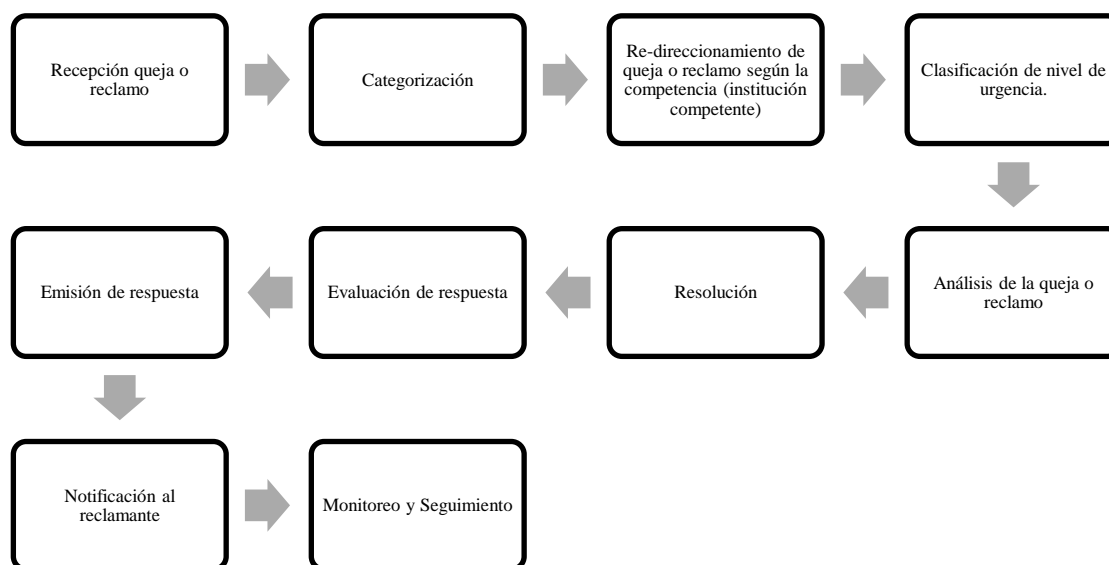 Recepción queja o
reclamo
Categorización
Re-direccionamiento de
queja o reclamo según la
competencia (institución
competente)
Clasificación de nivel de
urgencia.
Análisis de la queja o
reclamo
Resolución
Evaluación de respuesta
Emisión de respuesta
Notificación al
reclamante
Monitoreo y Seguimiento